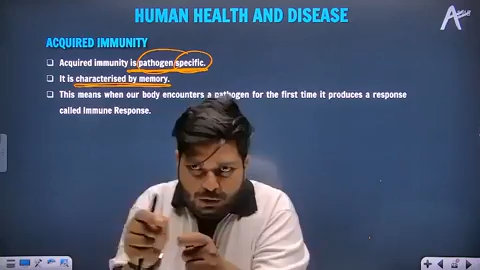 HUMAN HEALTH AND DISEASE
ACQUIRED IMMUNITY
Acquired immunity is pathogen specific.
It is characterised by memory.
This means when our body encounters a pathogen for the first time it produces a response
called Immune Response.